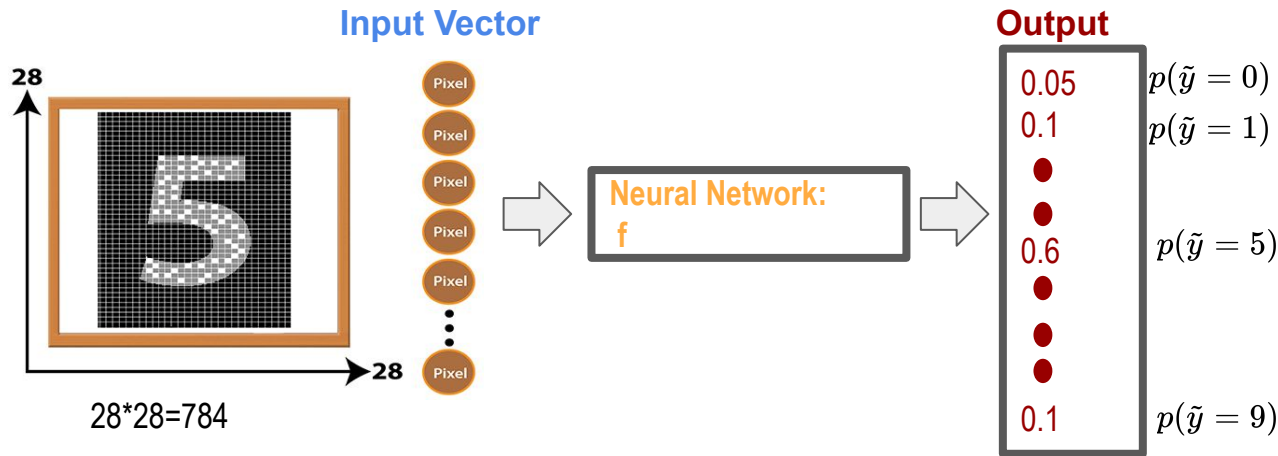 Input Vector
Output
28
Pixel
Pixel
Pixel
Pixel
Pixel
Pixel
28
28*28=784
Neural Network:
f
0.05 p(ỹ = 0)
0.1 p(ỹ = 1)
0.6 p(ỹ = 5)
0.1 p(ỹ = 9)
5